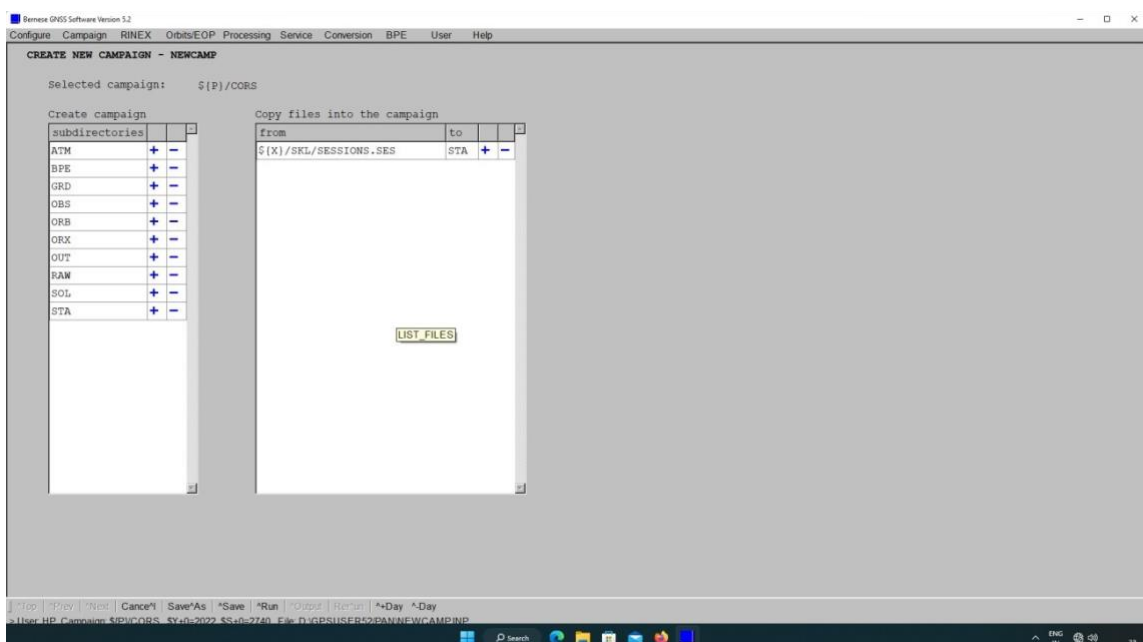 Bernese GNSS Software Version 5.2
Configure Campaign RINEX Orbits/EOP Processing Service Conversion BPE User Help
CREATE NEW CAMPAIGN - NEWCAMP
Selected campaign: ${P}/CORS
Create campaign Copy files into the campaign
subdirectories from to
ATM + − ${X}/SKL/SESSIONS.SES STA + −
BPE + −
GRD + −
OBS + −
ORB + −
ORX + −
OUT + −
RAW + −
SOL + −
STA + −
LIST_FILES
^Top | ^Prev | ^Next | Cance^l | Save^As | ^Save | ^Run | ^Output | Rer^un | ^+Day ^-Day
> User: HP Campaign: ${P}/CORS $Y+0=2022 $S+0=2740 File: D:\GPSUSER52\PAN\NEWCAMP.INP
Search
ENG